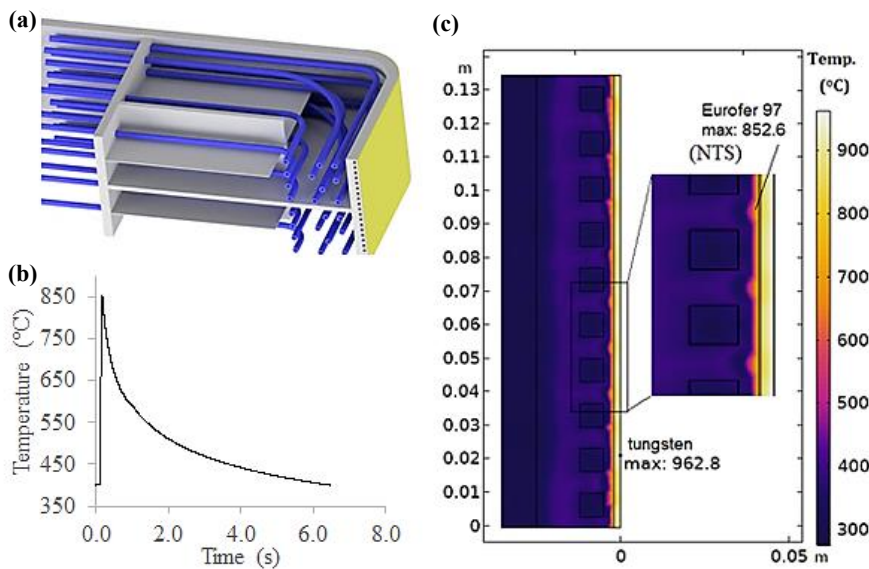 (a)
(b)
850
750
650
550
450
350
Temperature (°C)
0.0 2.0 4.0 6.0 8.0
Time (s)
(c)
m
0.13
0.12
0.11
0.1
0.09
0.08
0.07
0.06
0.05
0.04
0.03
0.02
0.01
0
0 0.05
m
Eurofer 97
max: 852.6
(NTS)
tungsten
max: 962.8
Temp.
(°C)
900
800
700
600
500
400
300